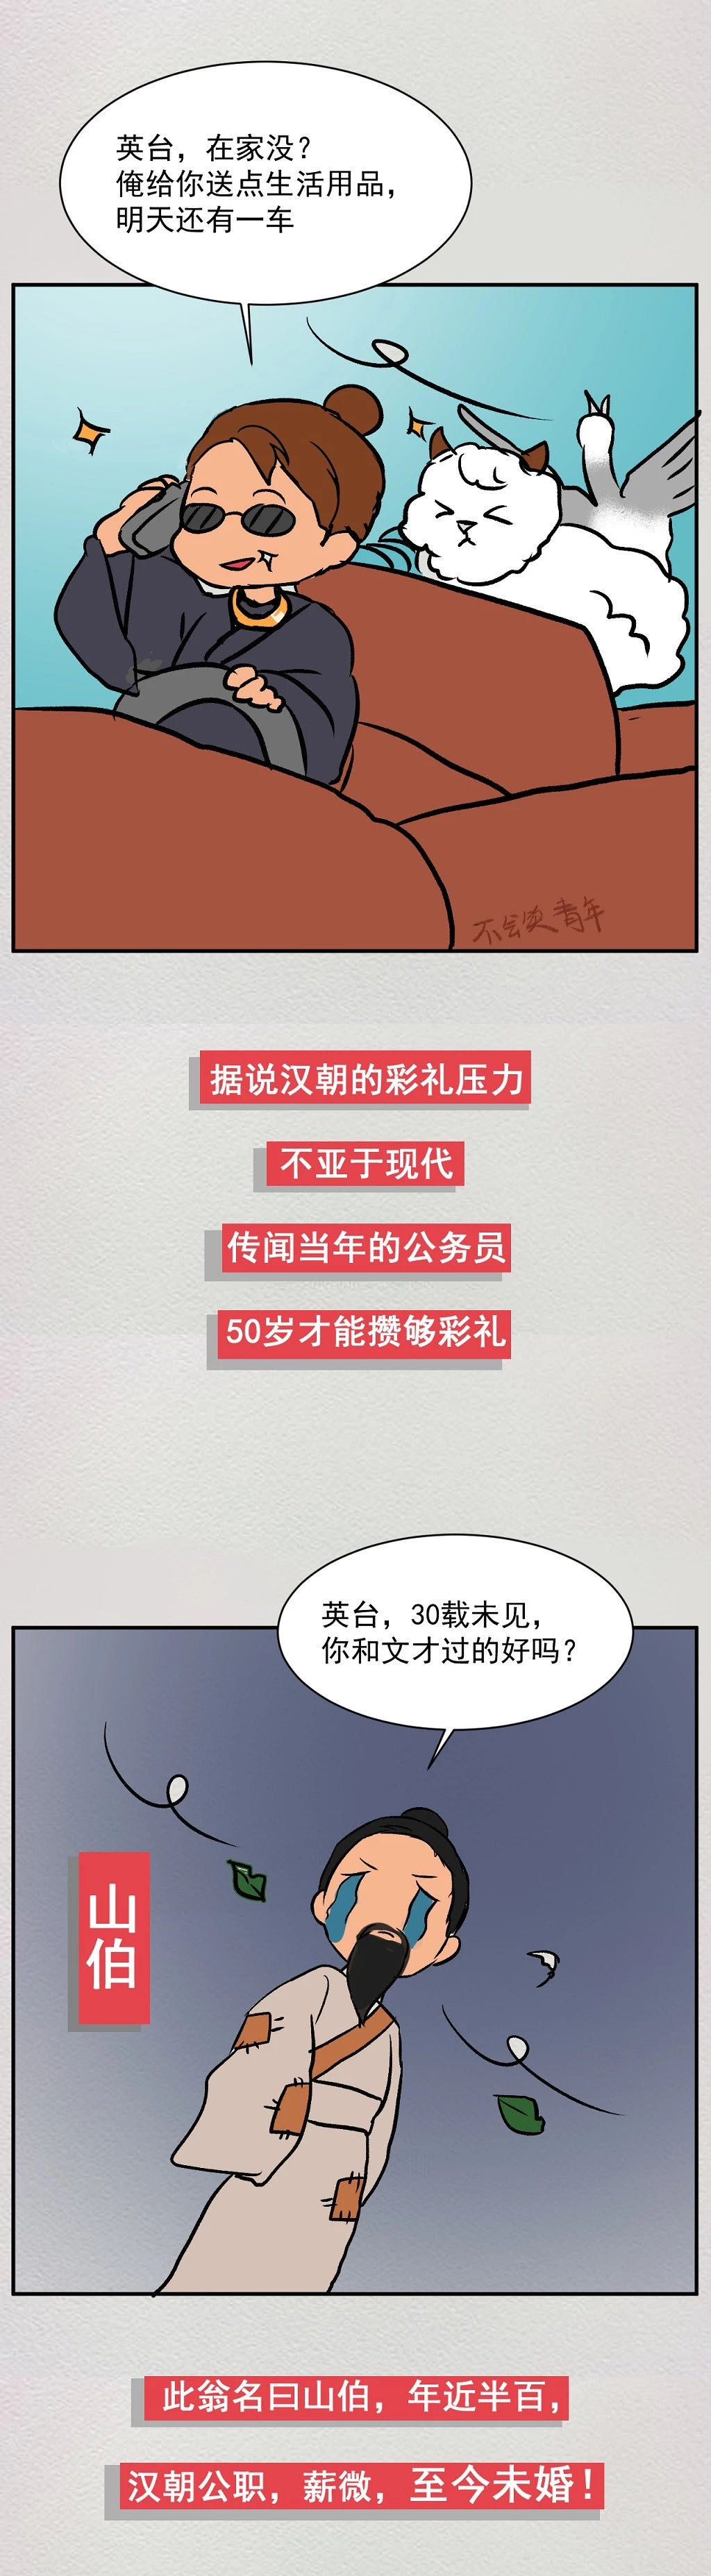 英台，在家没？
俺给你送点生活用品，
明天还有一车
不会染青年
据说汉朝的彩礼压力
不亚于现代
传闻当年的公务员
50岁才能攒够彩礼
英台，30载未见，
你和文才过的好吗？
山
伯
此翁名曰山伯，年近半百，
汉朝公职，薪微，至今未婚！